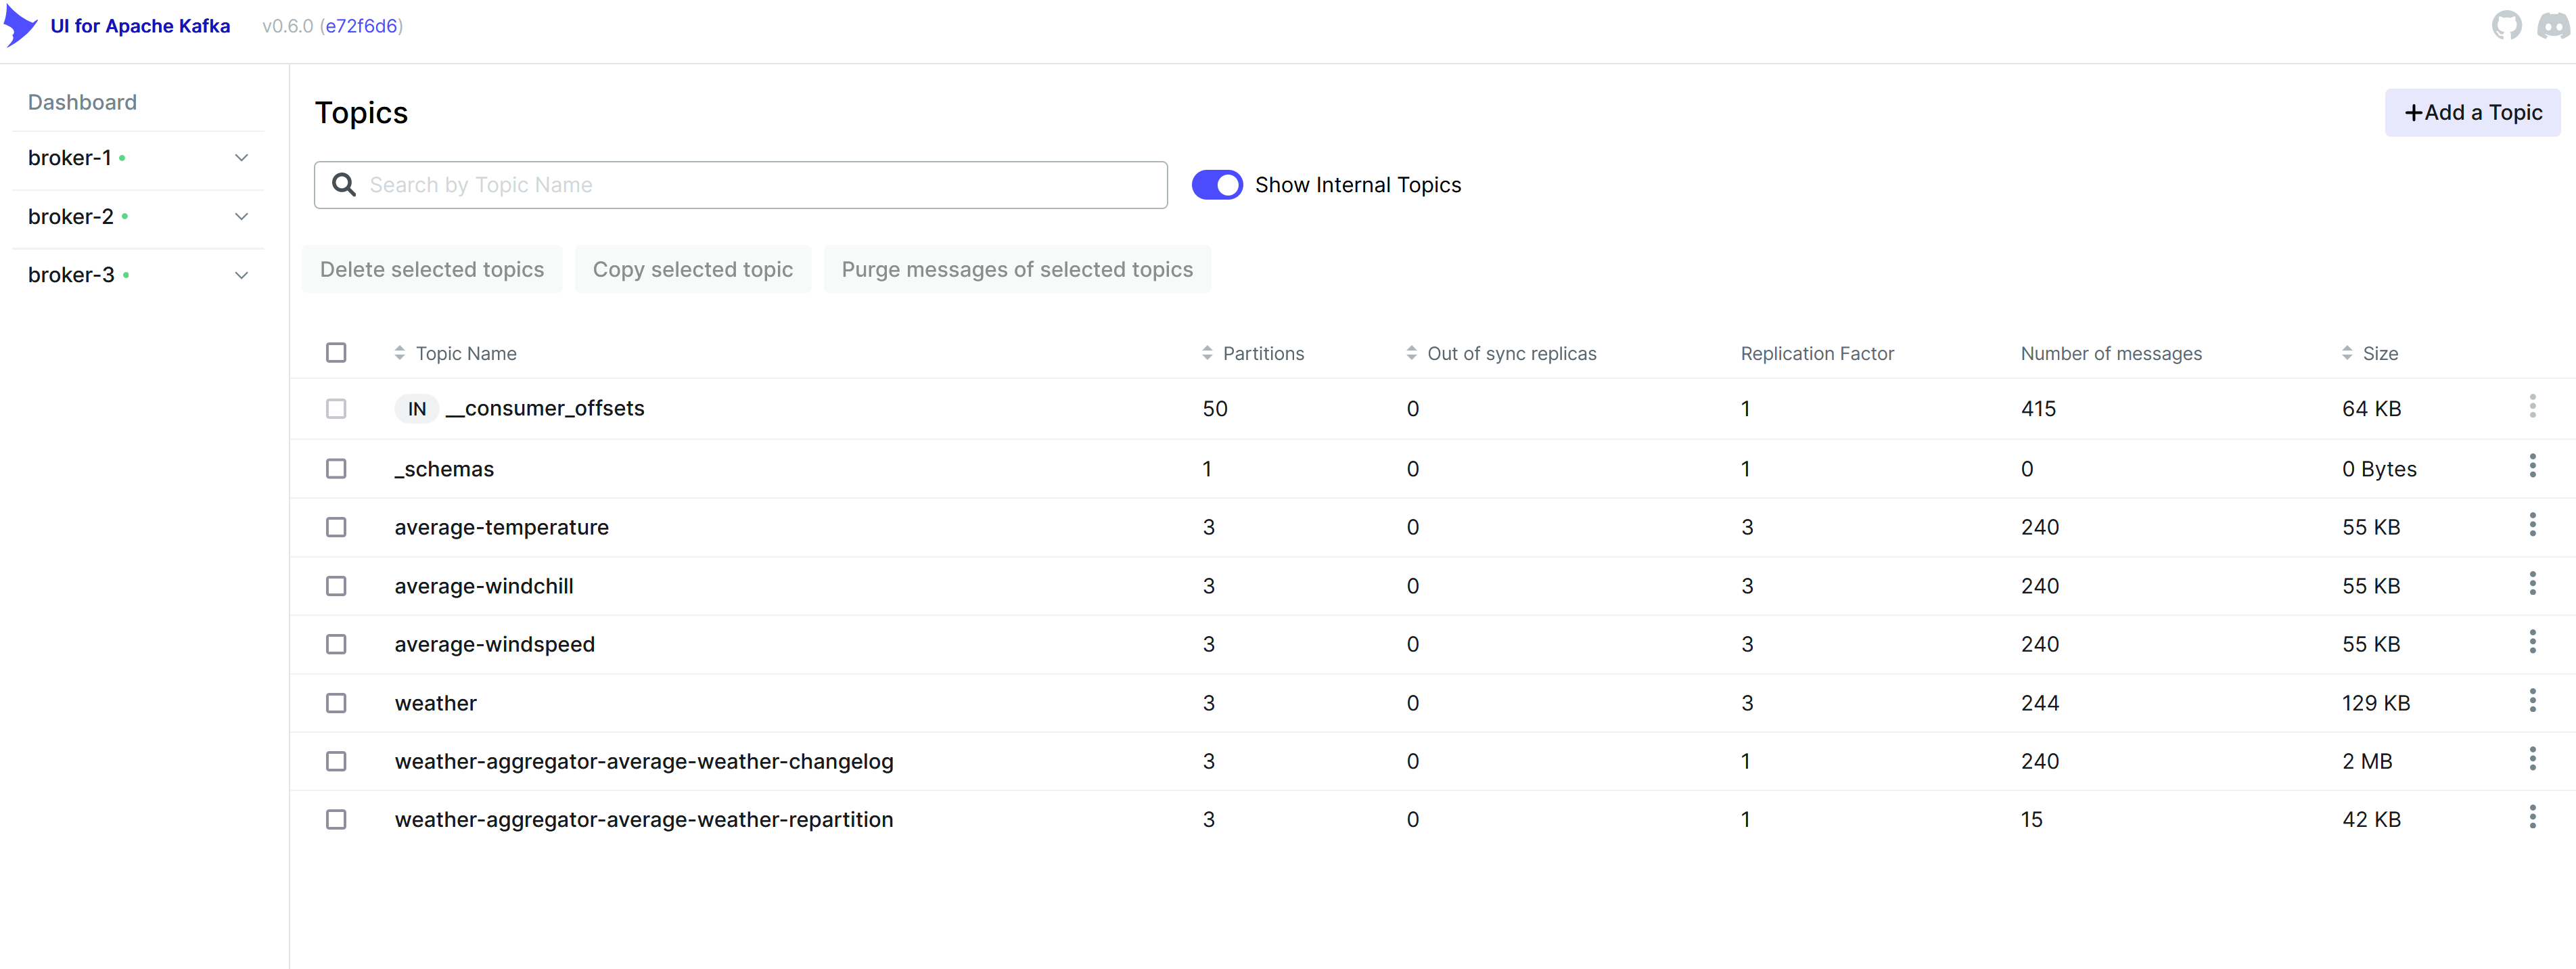 UI for Apache Kafka v0.6.0 (e72f6d6)
Dashboard
broker-1
broker-2
broker-3
Topics
+Add a Topic
Search by Topic Name
Show Internal Topics
Delete selected topics Copy selected topic Purge messages of selected topics
Topic Name Partitions Out of sync replicas Replication Factor Number of messages Size
IN __consumer_offsets 50 0 1 415 64 KB
_schemas 1 0 1 0 0 Bytes
average-temperature 3 0 3 240 55 KB
average-windchill 3 0 3 240 55 KB
average-windspeed 3 0 3 240 55 KB
weather 3 0 3 244 129 KB
weather-aggregator-average-weather-changelog 3 0 1 240 2 MB
weather-aggregator-average-weather-repartition 3 0 1 15 42 KB